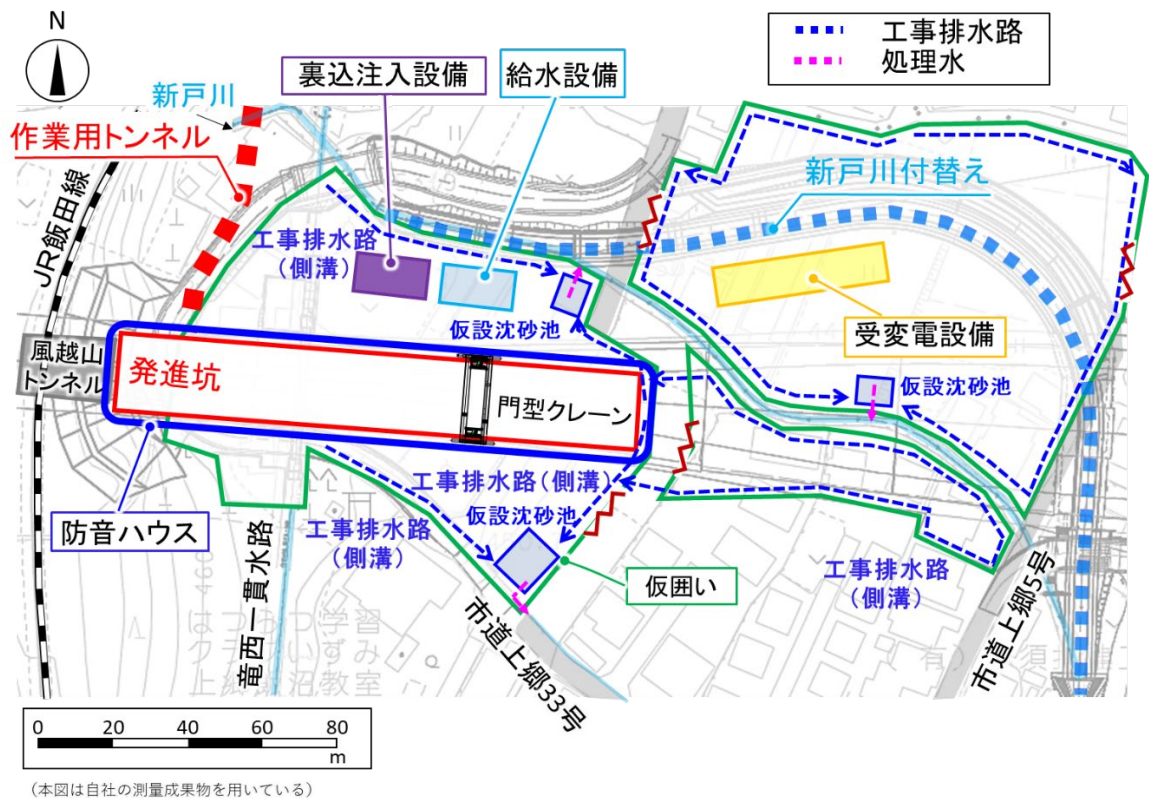 N
工事排水路
処理水
裏込注入設備
給水設備
新戸川
作業用トンネル
新戸川付替え
JR飯田線
工事排水路
(側溝)
仮設沈砂池
受変電設備
風越山
トンネル
発進坑
門型クレーン
仮設沈砂池
工事排水路(側溝)
仮設沈砂池
防音ハウス
工事排水路
(側溝)
竜西一貫水路
仮囲い
工事排水路
(側溝)
市道上郷33号
市道上郷5号
0 20 40 60 80
m
(本図は自社の測量成果物を用いている)